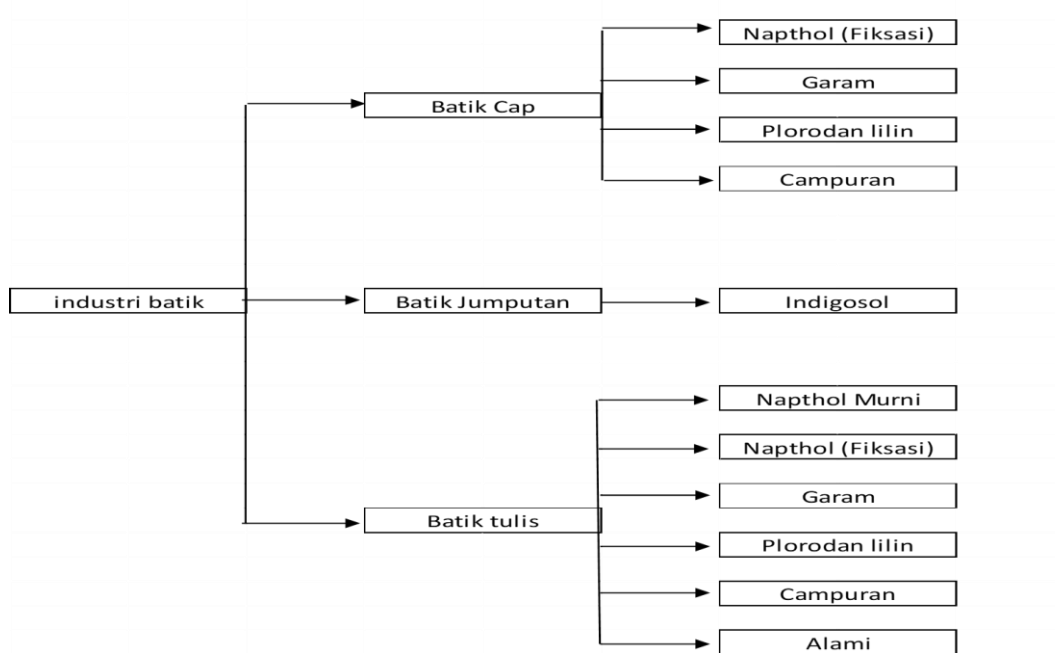 industri batik
Batik Cap
Napthol (Fiksasi)
Garam
Plorodan lilin
Campuran
Batik Jumputan
Indigosol
Batik tulis
Napthol Murni
Napthol (Fiksasi)
Garam
Plorodan lilin
Campuran
Alami